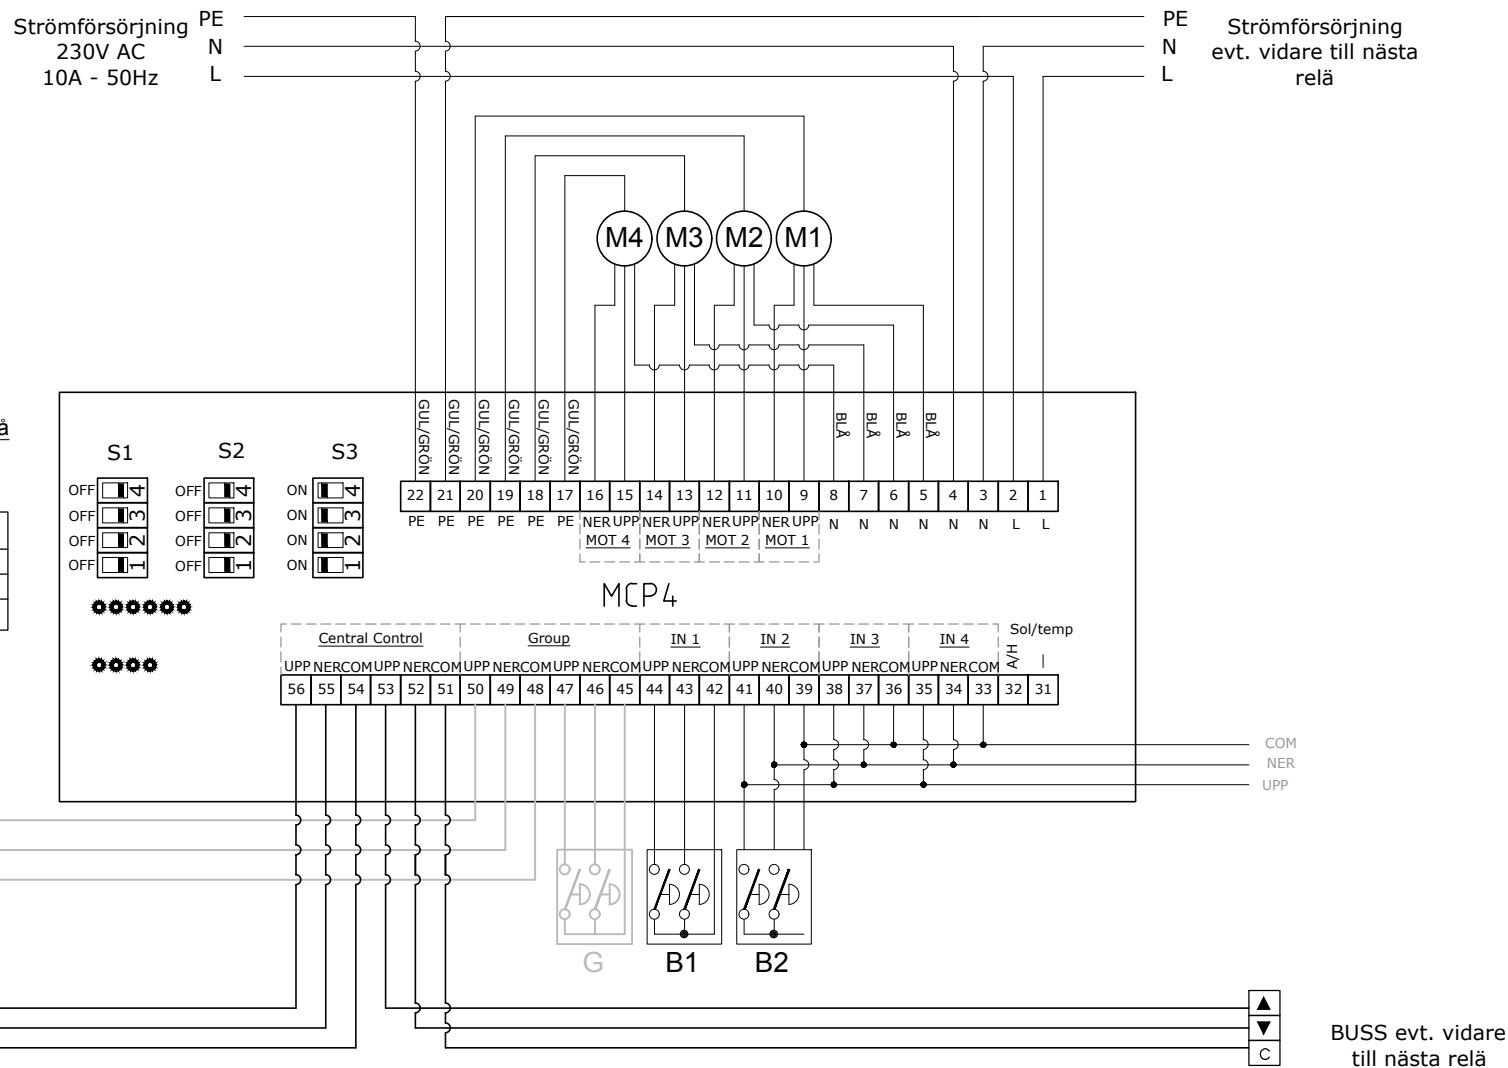 Strömförsörjning
230V AC
10A - 50Hz
PE
N
L
PE
N
L
Strömförsörjning
evt. vidare till nästa
relä
M4 M3 M2 M1
å
GUL/GRÖN GUL/GRÖN GUL/GRÖN GUL/GRÖN GUL/GRÖN GUL/GRÖN BLÅ BLÅ BLÅ BLÅ
S1 S2 S3
OFF 4 OFF 4 ON 4
OFF 3 OFF 3 ON 3
OFF 2 OFF 2 ON 2
OFF 1 OFF 1 ON 1
22 21 20 19 18 17 16 15 14 13 12 11 10 9 8 7 6 5 4 3 2 1
PE PE PE PE PE PE NER UPP NER UPP NER UPP NER UPP N N N N N N L L
MOT 4 MOT 3 MOT 2 MOT 1
MCP4
Central Control Group IN 1 IN 2 IN 3 IN 4 Sol/temp
UPP NER COM UPP NER COM UPP NER COM UPP NER COM UPP NER COM UPP NER COM UPP NER COM UPP NER COM A/H —
56 55 54 53 52 51 50 49 48 47 46 45 44 43 42 41 40 39 38 37 36 35 34 33 32 31
COM
NER
UPP
G B1 B2
▲
▼
C
BUSS evt. vidare
till nästa relä